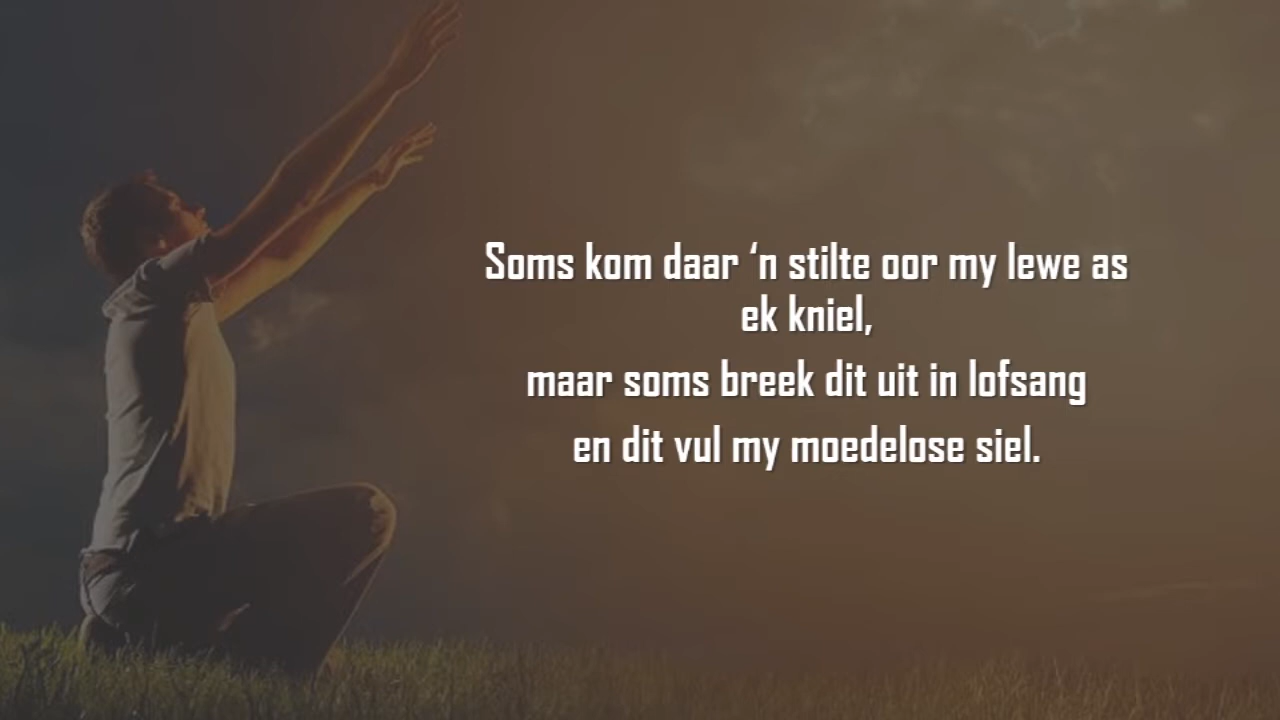 Soms kom daar ‘n stilte oor my lewe as
ek kniel,
maar soms breek dit uit in lofsang
en dit vul my moedelose siel.